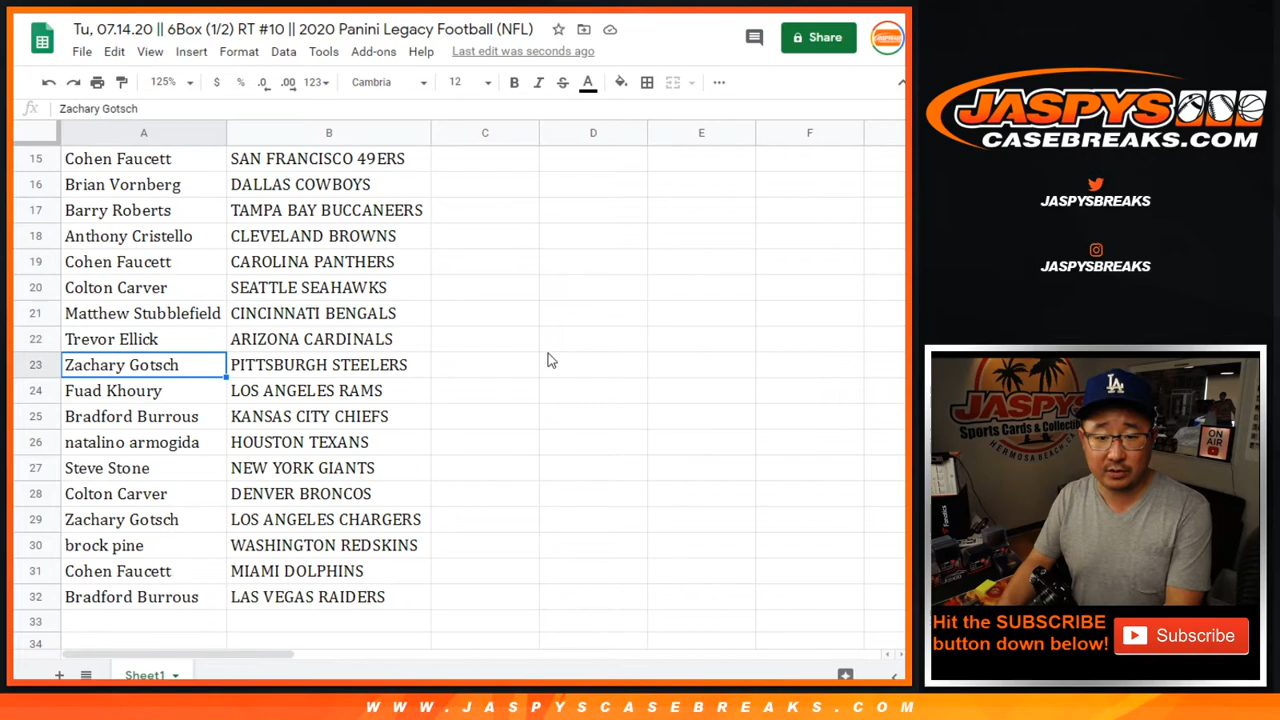 Tu, 07.14.20 || 6Box (1/2) RT #10 || 2020 Panini Legacy Football (NFL)
File Edit View Insert Format Data Tools Add-ons Help Last edit was seconds ago
Share
125% $ % .0 .00 123 Cambria 12 B I S A
fx Zachary Gotsch
A B C D E F
15 Cohen Faucett SAN FRANCISCO 49ERS
16 Brian Vornberg DALLAS COWBOYS
17 Barry Roberts TAMPA BAY BUCCANEERS
18 Anthony Cristello CLEVELAND BROWNS
19 Cohen Faucett CAROLINA PANTHERS
20 Colton Carver SEATTLE SEAHAWKS
21 Matthew Stubblefield CINCINNATI BENGALS
22 Trevor Ellick ARIZONA CARDINALS
23 Zachary Gotsch PITTSBURGH STEELERS
24 Fuad Khoury LOS ANGELES RAMS
25 Bradford Burrous KANSAS CITY CHIEFS
26 natalino armogida HOUSTON TEXANS
27 Steve Stone NEW YORK GIANTS
28 Colton Carver DENVER BRONCOS
29 Zachary Gotsch LOS ANGELES CHARGERS
30 brock pine WASHINGTON REDSKINS
31 Cohen Faucett MIAMI DOLPHINS
32 Bradford Burrous LAS VEGAS RAIDERS
33
34
Sheet1
JASPYS
CASEBREAKS.COM
JASPYSBREAKS
JASPYSBREAKS
JASPYS
Sports Cards & Collectib
HERMOSA BEACH, CA
ON AIR
LA
Fanatics
Hit the SUBSCRIBE
button down below!
Subscribe
WWW.JASPYSCASEBREAKS.COM